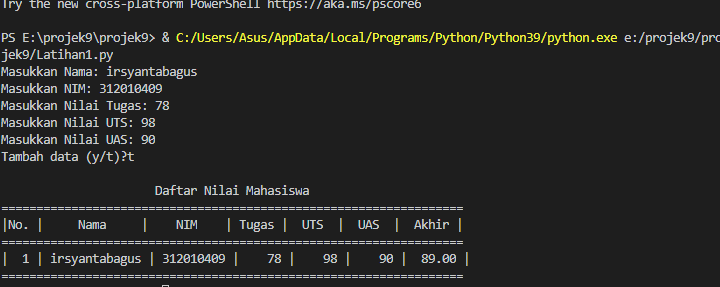 Try the new cross-platform PowerShell https://aka.ms/pscore6
PS E:\projek9\projek9> & C:/Users/Asus/AppData/Local/Programs/Python/Python39/python.exe e:/projek9/pro
jek9/Latihan1.py
Masukkan Nama: irsyantabagus
Masukkan NIM: 312010409
Masukkan Nilai Tugas: 78
Masukkan Nilai UTS: 98
Masukkan Nilai UAS: 90
Tambah data (y/t)?t
Daftar Nilai Mahasiswa
==================================================================
|No. |     Nama     |    NIM    | Tugas |  UTS  |  UAS  |  Akhir |
==================================================================
|  1 | irsyantabagus | 312010409 |    78 |    98 |    90 |  89.00 |
==================================================================